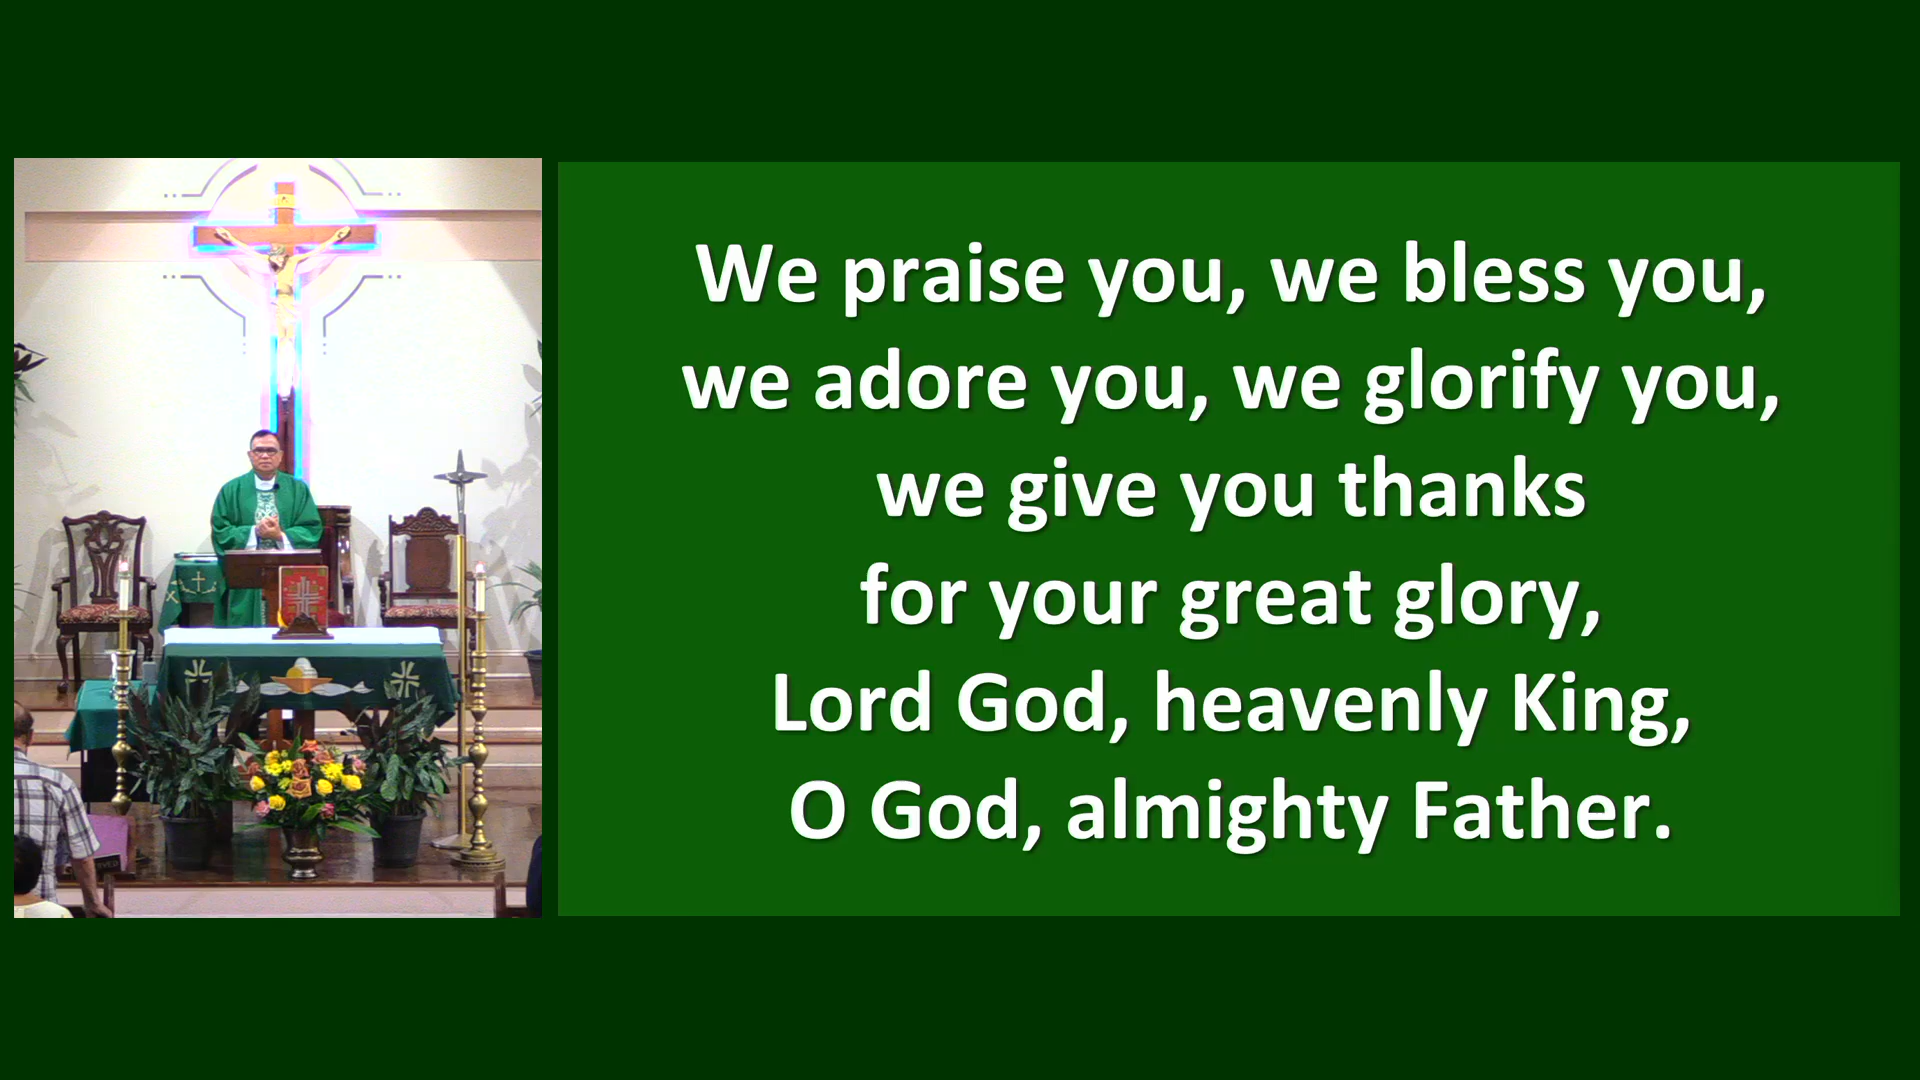 We praise you, we bless you,
we adore you, we glorify you,
we give you thanks
for your great glory,
Lord God, heavenly King,
O God, almighty Father.